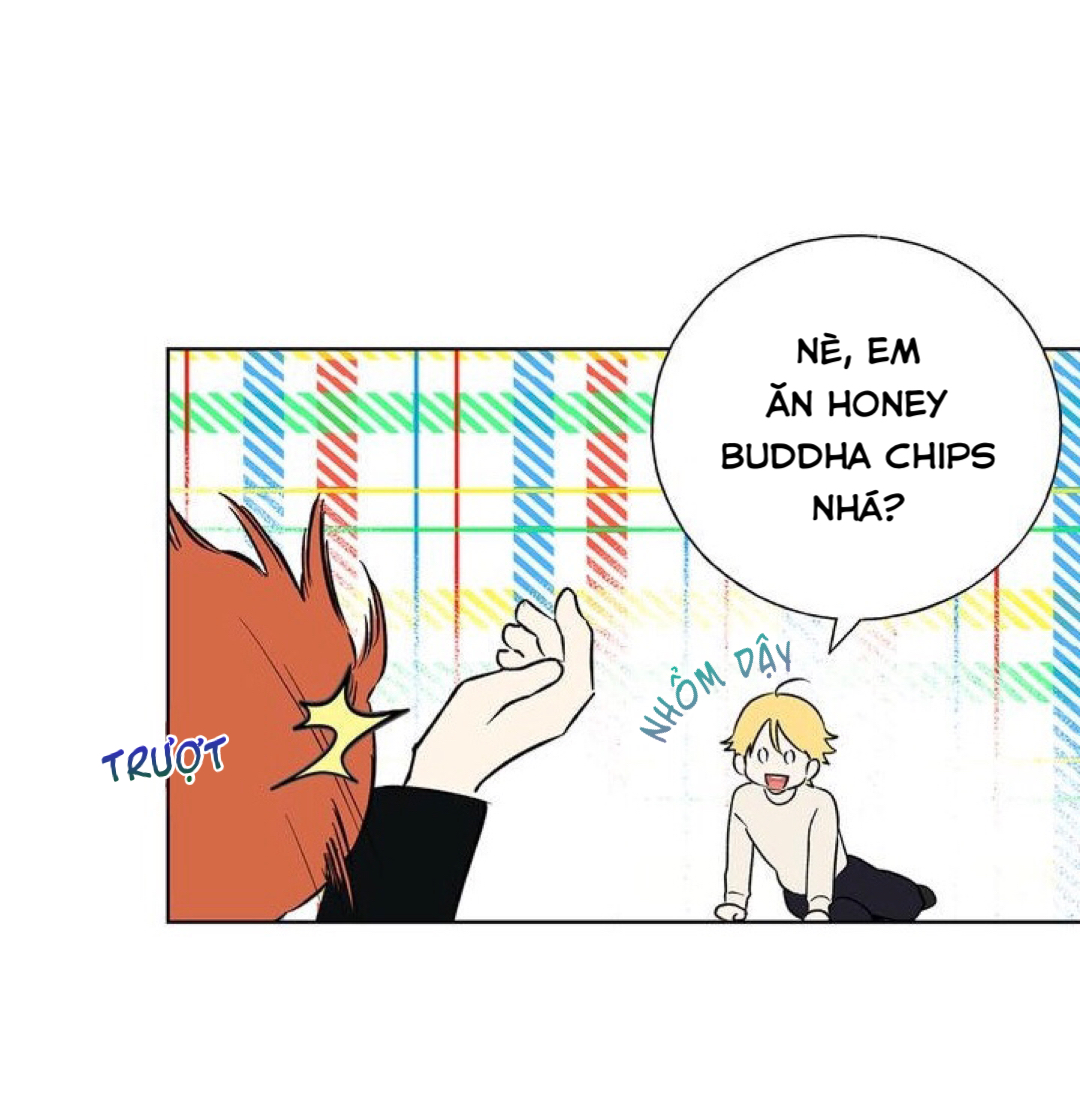 NÈ, EM
ĂN HONEY
BUDDHA CHIPS
NHÁ?
NHỔM DẬY
TRƯỢT